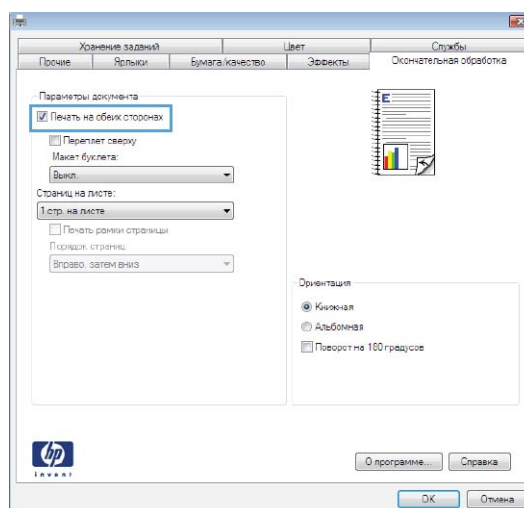 Хранение заданий Цвет Службы
Прочие Ярлыки Бумага/качество Эффекты Окончательная обработка
Параметры документа
Печать на обеих сторонах
Переплет сверху
Макет буклета:
Выкл.
Страниц на листе:
1 стр. на листе
Печать рамки страницы
Порядок страниц:
Вправо, затем вниз
E
Ориентация
Книжная
Альбомная
Поворот на 180 градусов
hp
invent
О программе... Справка
OK Отмена